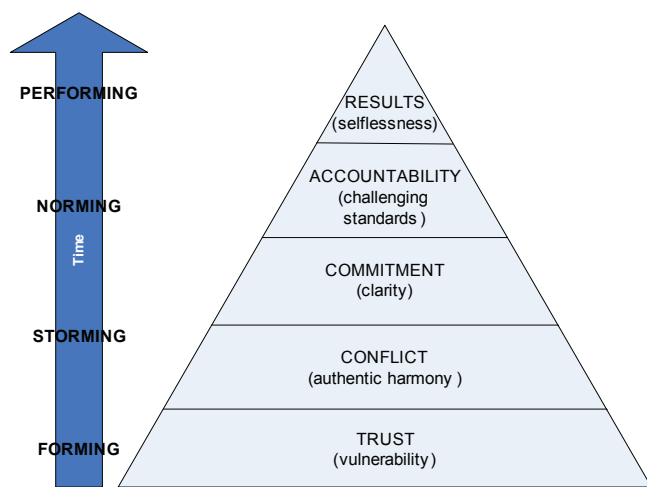 PERFORMING
NORMING
Time
STORMING
FORMING
RESULTS
(selflessness)
ACCOUNTABILITY
(challenging
standards )
COMMITMENT
(clarity)
CONFLICT
(authentic harmony )
TRUST
(vulnerability)